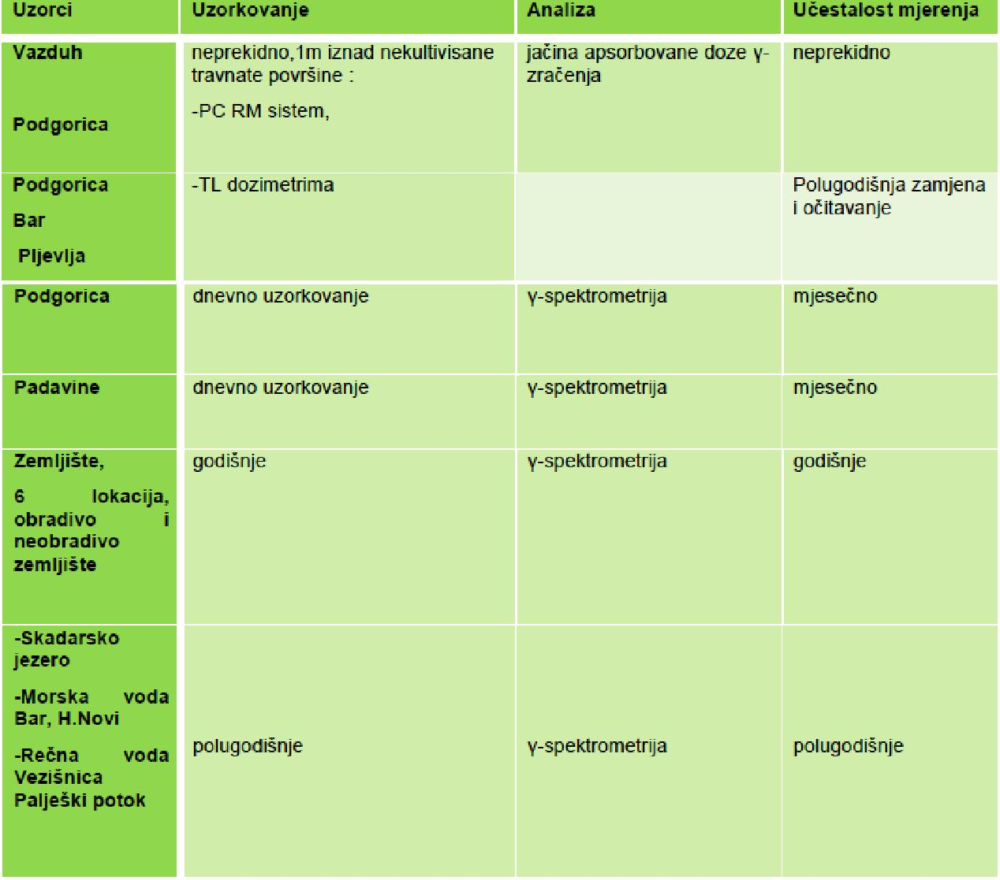 Uzorci Uzorkovanje Analiza Učestalost mjerenja
Vazduh
Podgorica
neprekidno,1m iznad nekultivisane
travnate površine :
-PC RM sistem,
jačina apsorbovane doze γ-
zračenja
neprekidno
Podgorica
Bar
Pljevlja
-TL dozimetrima
Polugodišnja zamjena
i očitavanje
Podgorica dnevno uzorkovanje γ-spektrometrija mjesečno
Padavine dnevno uzorkovanje γ-spektrometrija mjesečno
Zemljište,
6 lokacija,
obradivo i
neobradivo
zemljište
godišnje γ-spektrometrija godišnje
-Skadarsko
jezero
-Morska voda
Bar, H.Novi
-Rečna voda
Vezišnica
Palješki potok
polugodišnje γ-spektrometrija polugodišnje